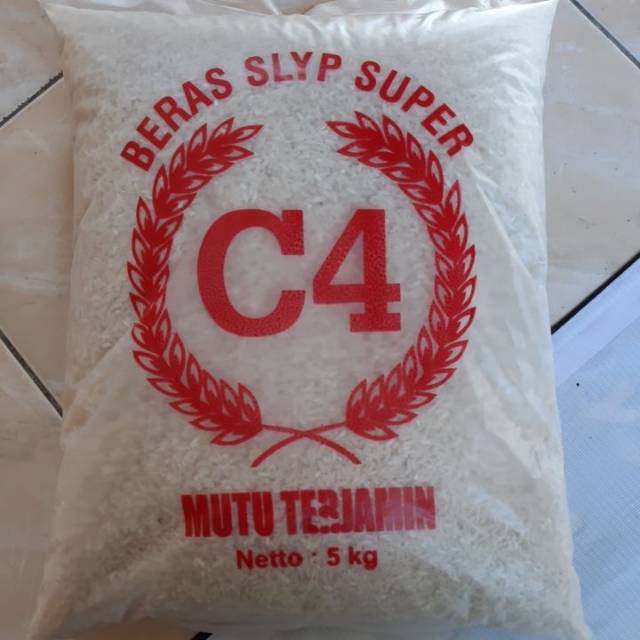 BERAS SLYP SUPER
C4
MUTU TERJAMIN
Netto : 5 kg